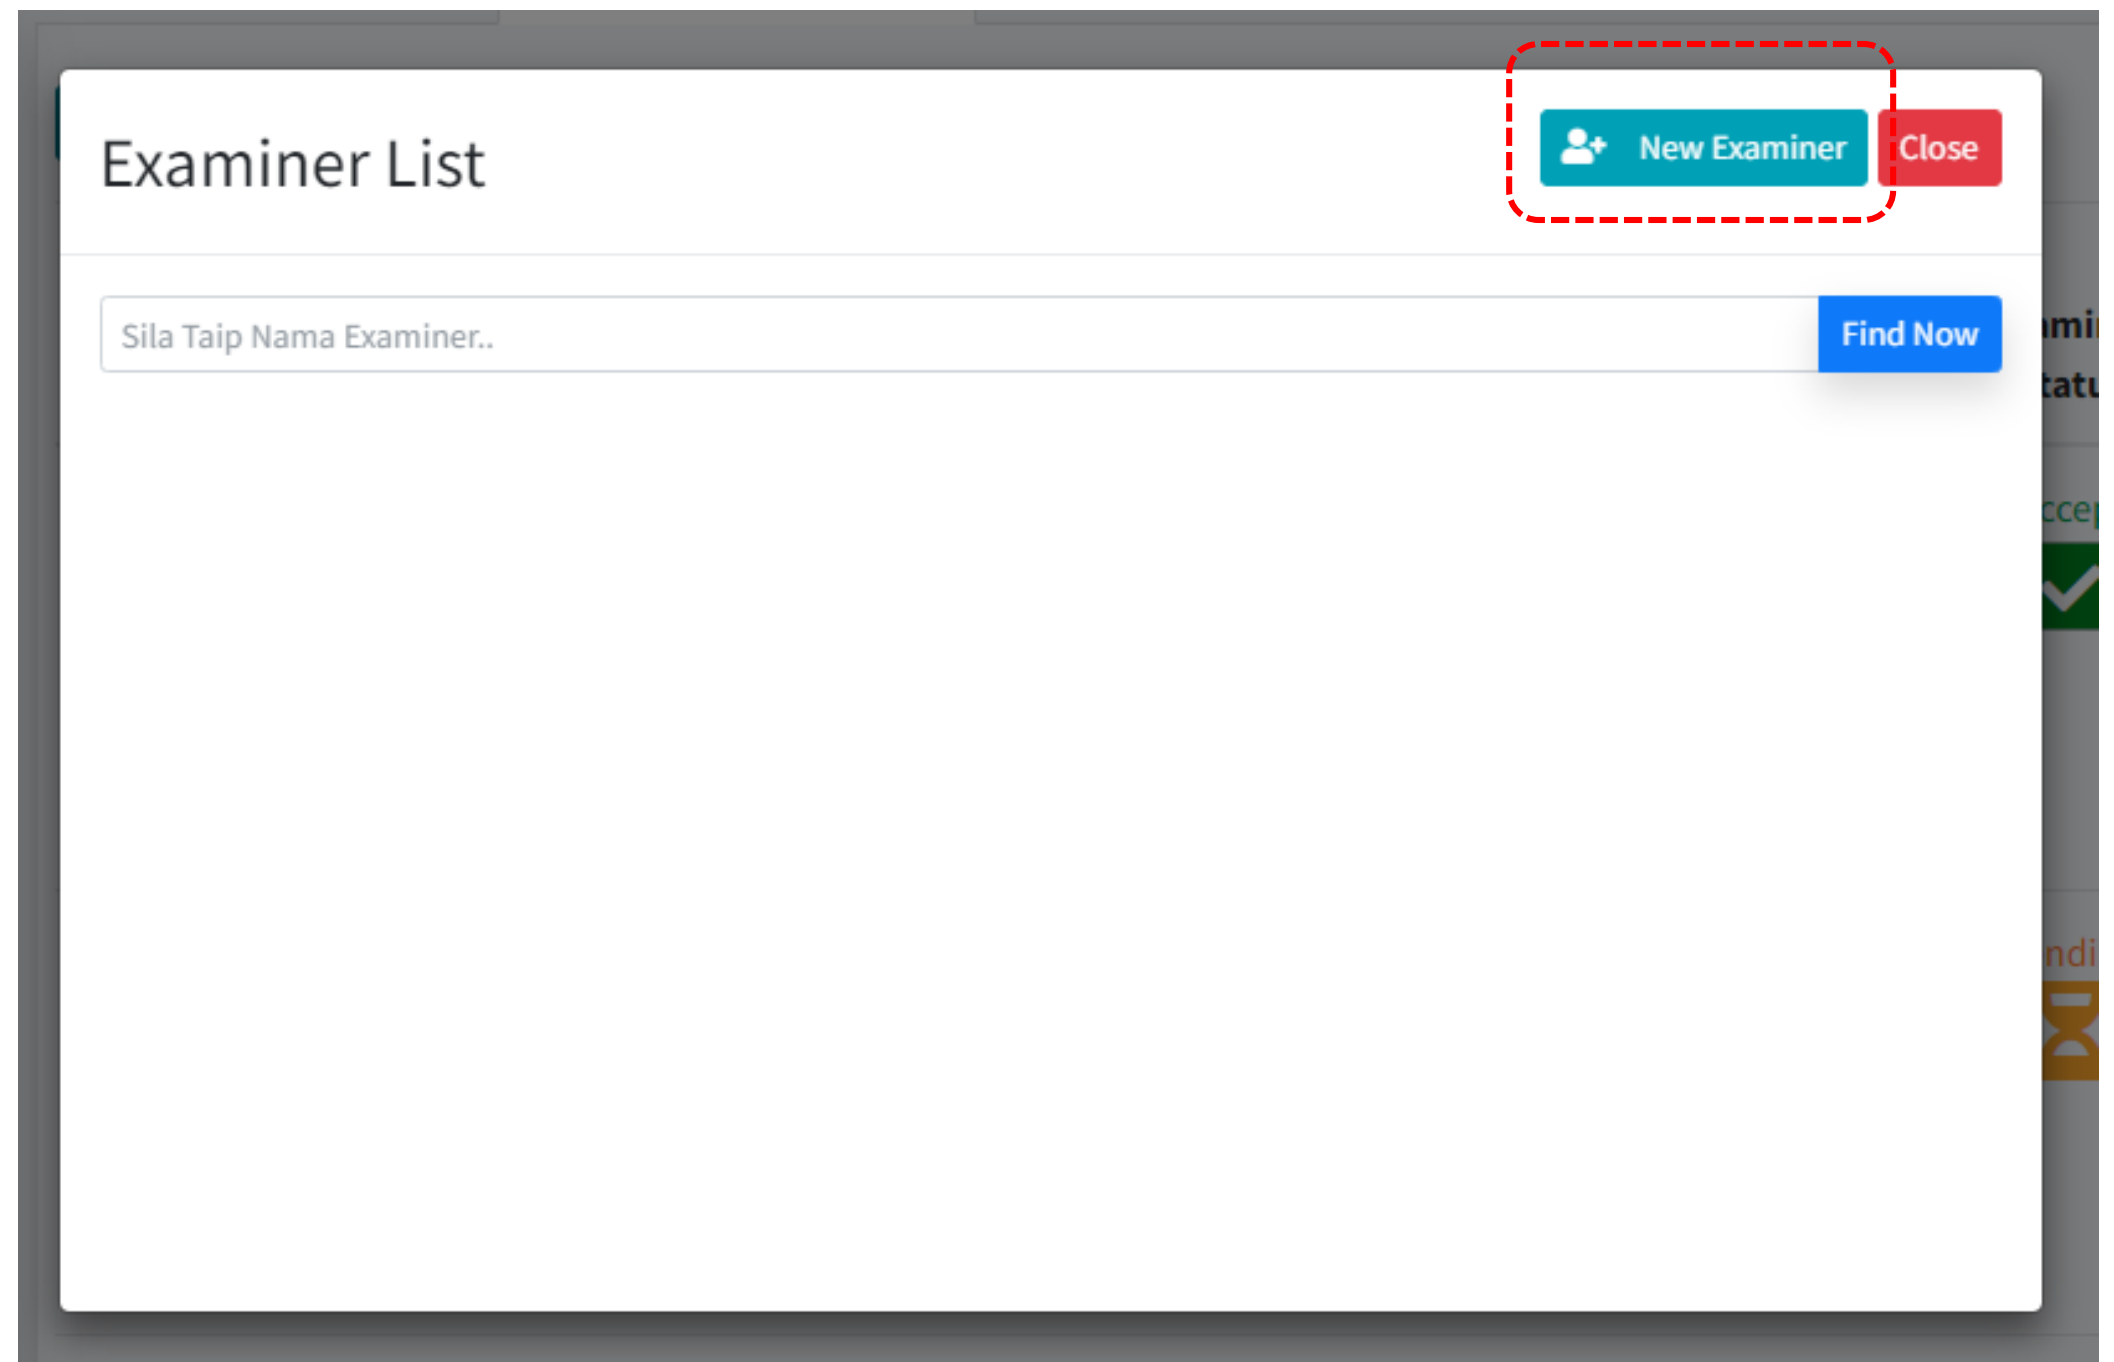 Examiner List
New Examiner
Close
Sila Taip Nama Examiner..
Find Now